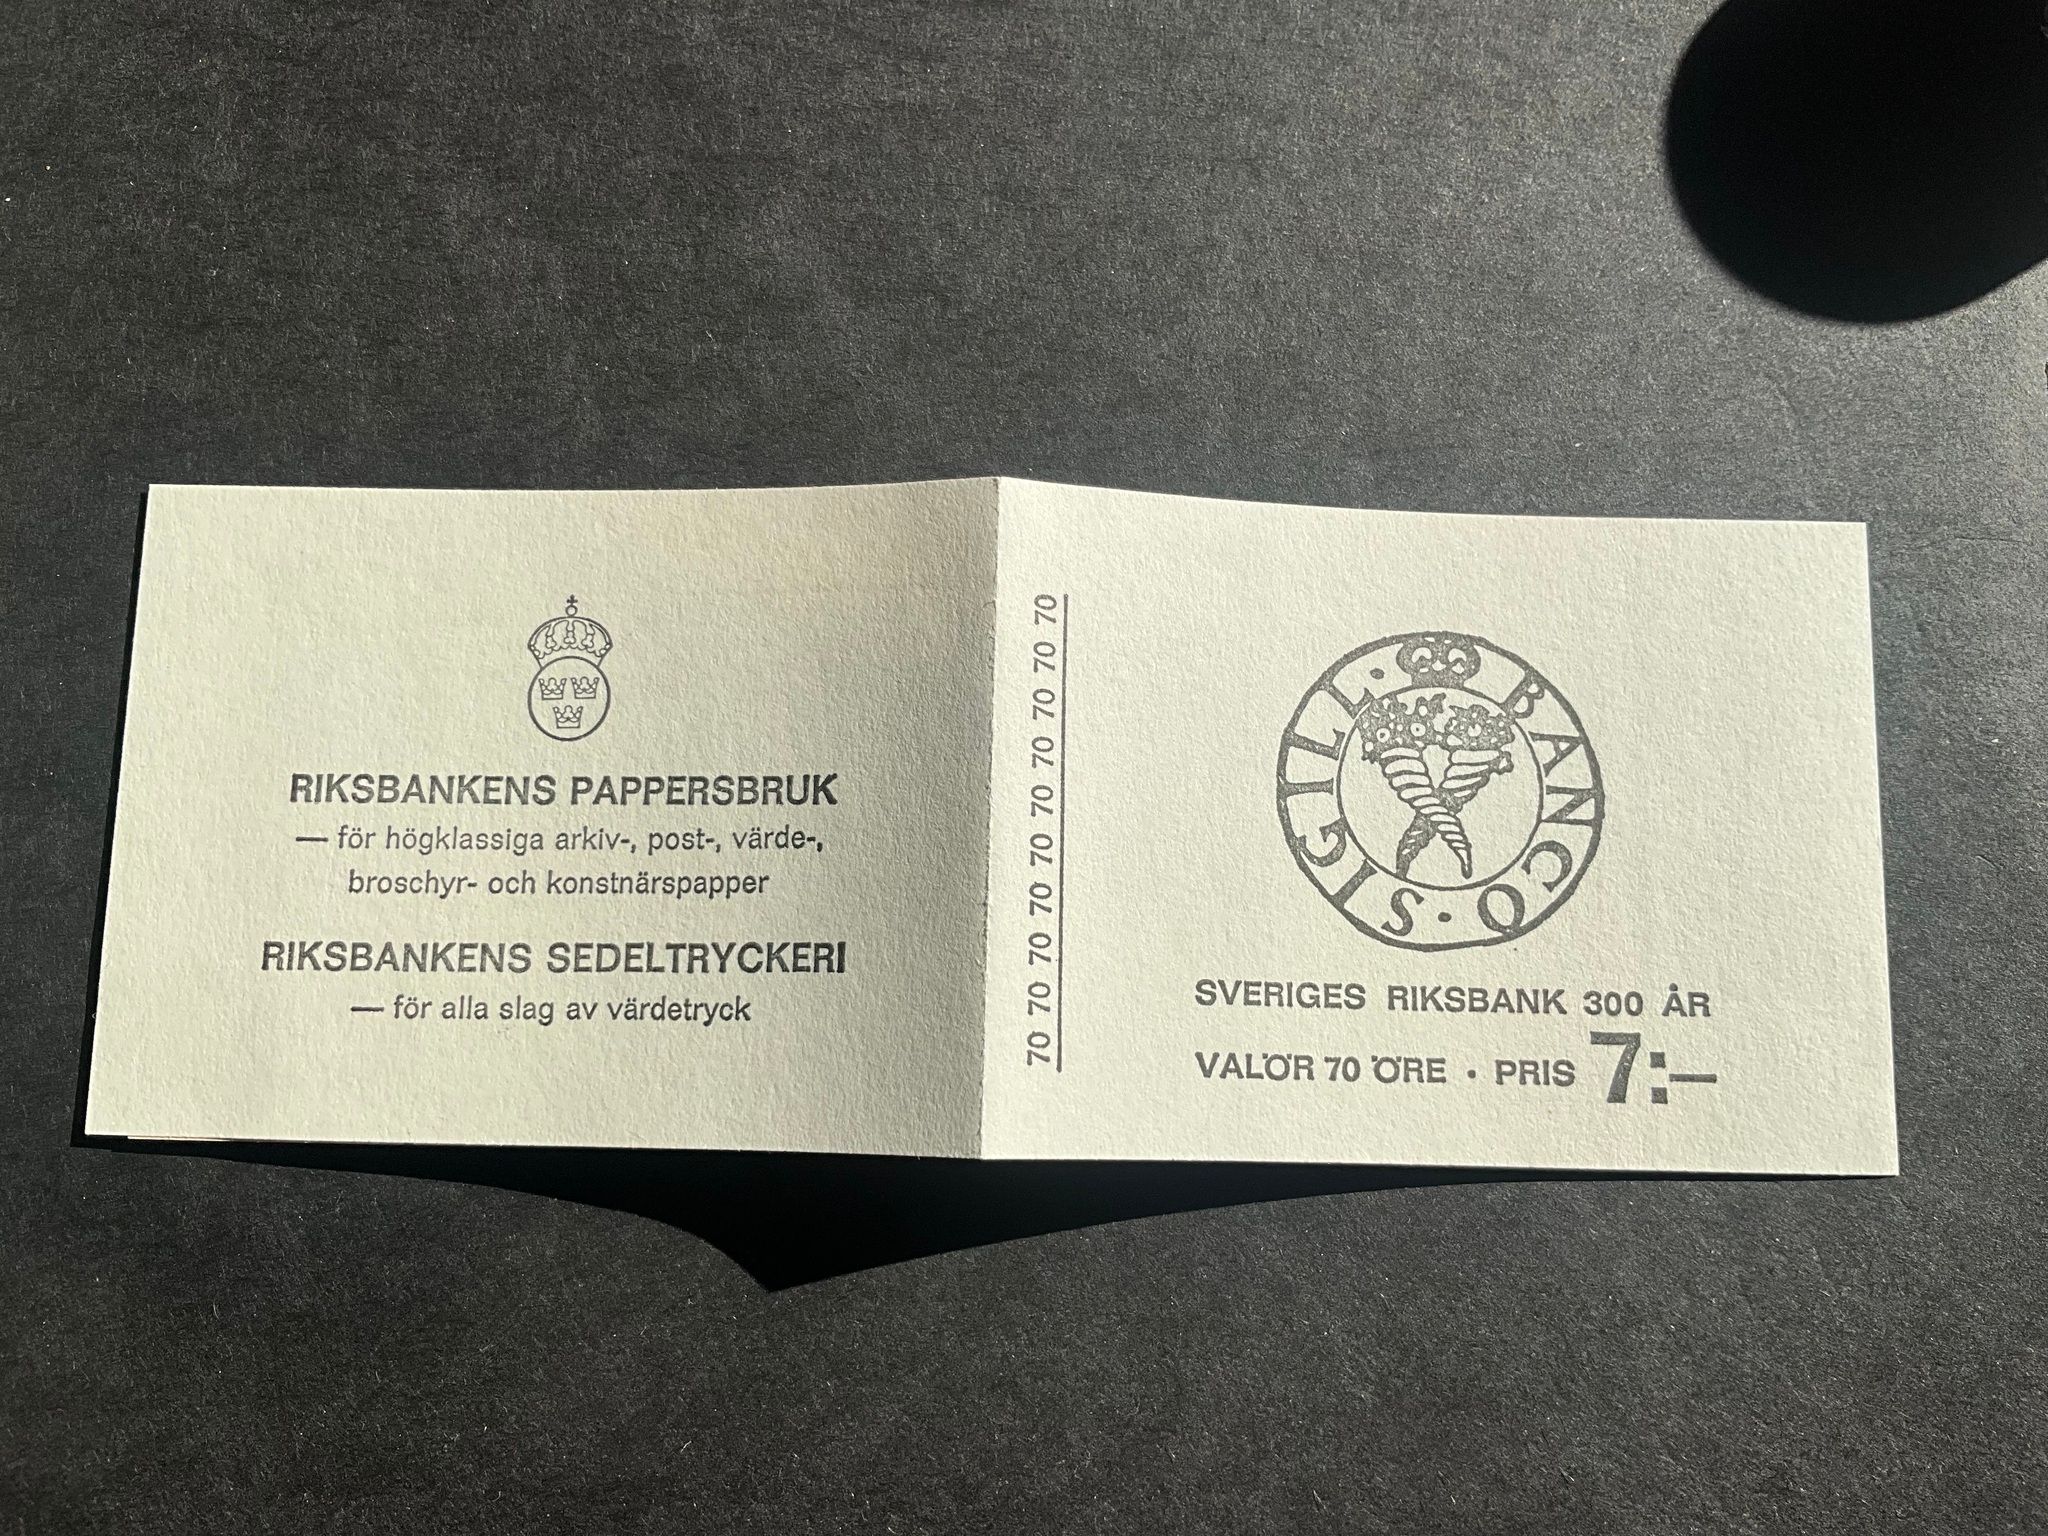 RIKSBANKENS PAPPERSBRUK
— för högklassiga arkiv-, post-, värde-,
broschyr- och konstnärspapper
RIKSBANKENS SEDELTRYCKERI
— för alla slag av värdetryck
70 70 70 70 70 70 70 70 70 70
SIGILL · BANCO ·
SVERIGES RIKSBANK 300 ÅR
VALÖR 70 ÖRE · PRIS 7:—